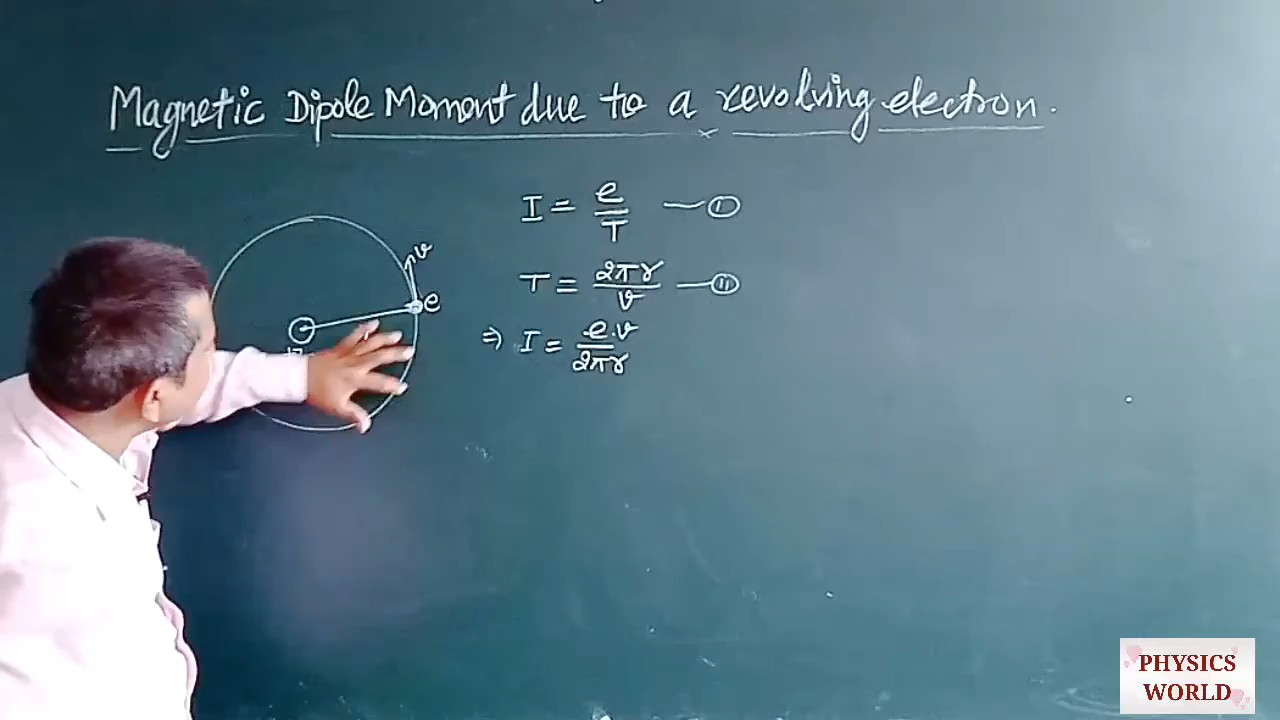 Magnetic Dipole Moment due to a revolving electron.
I = e/T — (I)
T = 2πr/v — (II)
⇒ I = e.v/2πr
v
e
PHYSICS
WORLD